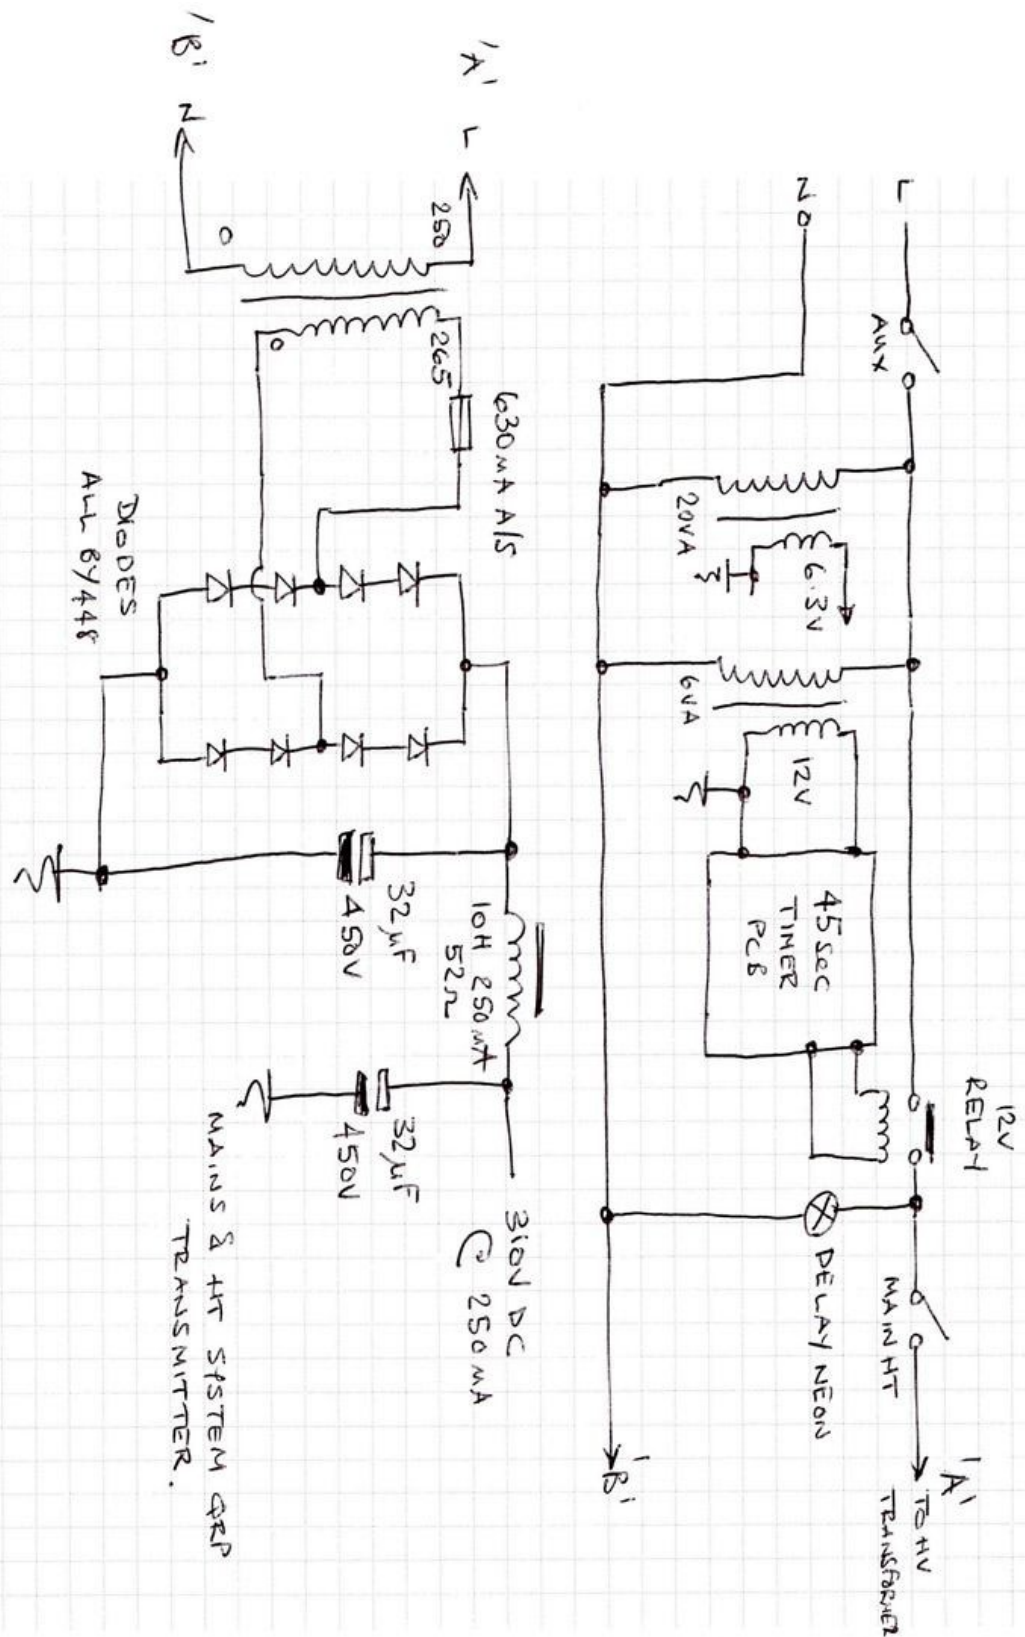 L
AUX
N
20VA
6.3V
6VA
12V
45 SEC
TIMER
PCB
12V
RELAY
DELAY NEON
MAIN HT
'A' TO HV
TRANSFORMER
'B'
'A' L
'B' N
250
0
265
0
630mA A/S
DIODES
ALL BY448
32µF
450V
10H 250mA
52Ω
32µF
450V
310V DC
@ 250mA
MAINS & HT SYSTEM QRP
TRANSMITTER.